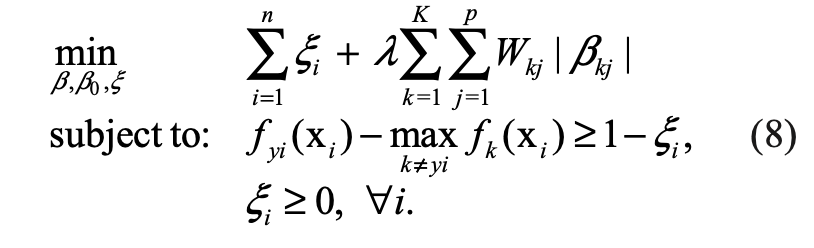 min_{β,β₀,ξ} ∑_{i=1}^{n} ξ_i + λ ∑_{k=1}^{K} ∑_{j=1}^{p} W_{kj} | β_{kj} |
subject to: f_{yi}(x_i) − max_{k≠yi} f_k(x_i) ≥ 1 − ξ_i, (8)
ξ_i ≥ 0, ∀i.